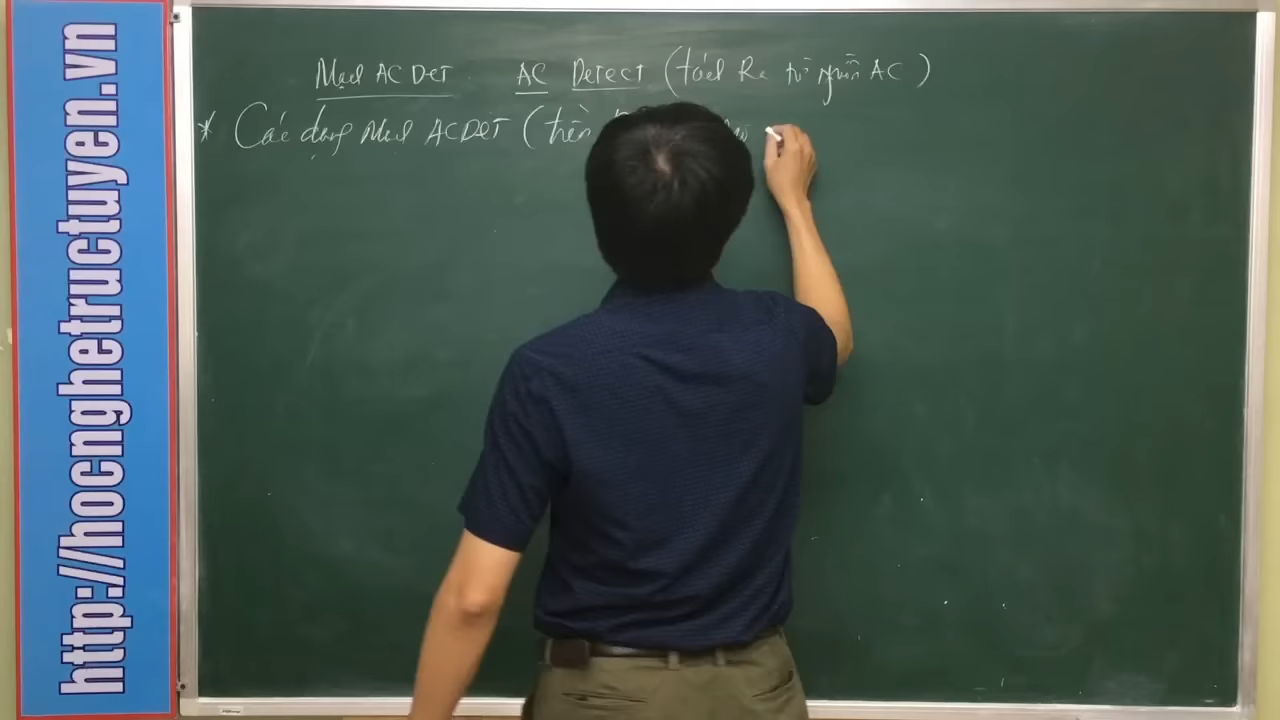 http://hocnghetructuyen.vn
Mạch AC DET AC DETECT (tách Ra từ nguồn AC)
* Các dạng Mạch ACDET (trên